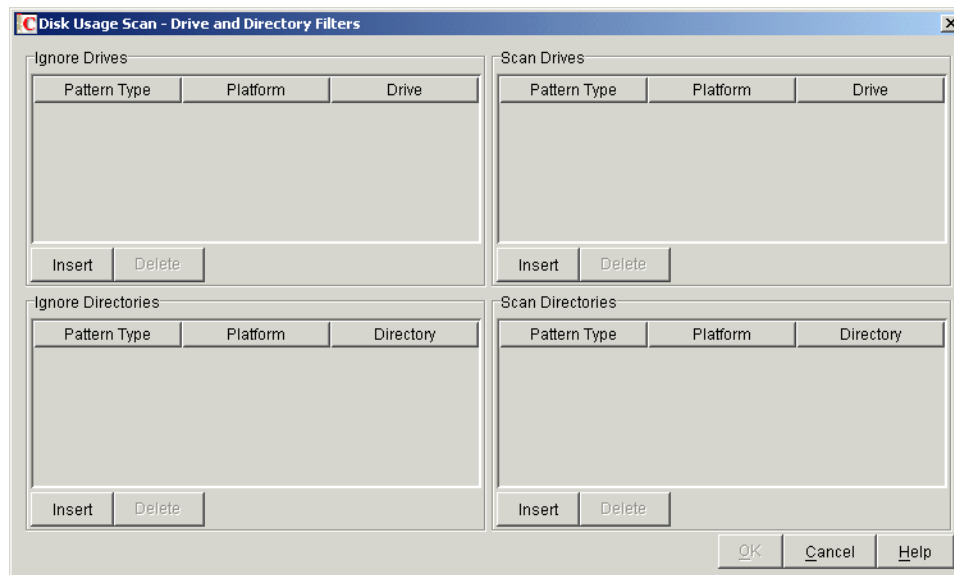 C Disk Usage Scan - Drive and Directory Filters
Ignore Drives
Pattern Type Platform Drive
Insert Delete
Scan Drives
Pattern Type Platform Drive
Insert Delete
Ignore Directories
Pattern Type Platform Directory
Insert Delete
Scan Directories
Pattern Type Platform Directory
Insert Delete
OK Cancel Help